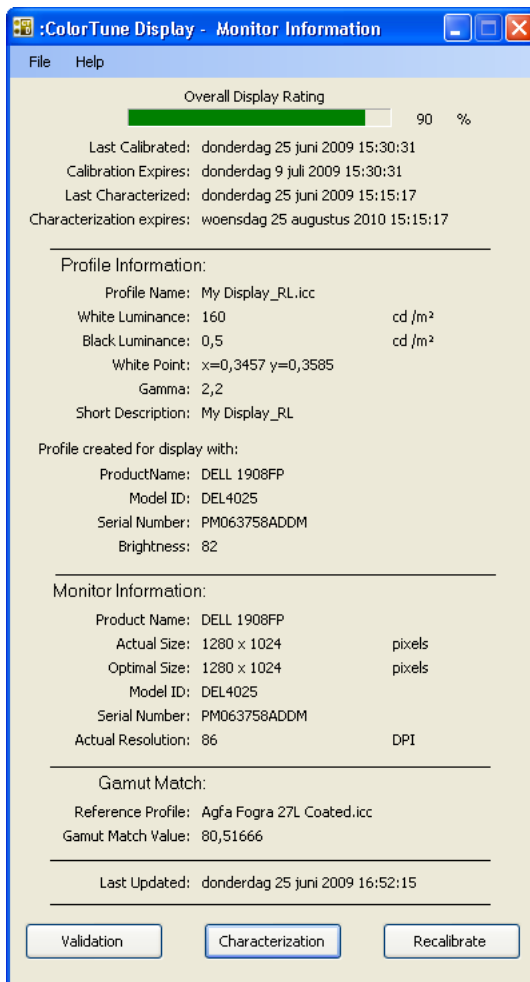 :ColorTune Display - Monitor Information
File Help
Overall Display Rating
90 %
Last Calibrated: donderdag 25 juni 2009 15:30:31
Calibration Expires: donderdag 9 juli 2009 15:30:31
Last Characterized: donderdag 25 juni 2009 15:15:17
Characterization expires: woensdag 25 augustus 2010 15:15:17
Profile Information:
Profile Name: My Display_RL.icc
White Luminance: 160 cd /m²
Black Luminance: 0,5 cd /m²
White Point: x=0,3457 y=0,3585
Gamma: 2,2
Short Description: My Display_RL
Profile created for display with:
ProductName: DELL 1908FP
Model ID: DEL4025
Serial Number: PM063758ADDM
Brightness: 82
Monitor Information:
Product Name: DELL 1908FP
Actual Size: 1280 x 1024 pixels
Optimal Size: 1280 x 1024 pixels
Model ID: DEL4025
Serial Number: PM063758ADDM
Actual Resolution: 86 DPI
Gamut Match:
Reference Profile: Agfa Fogra 27L Coated.icc
Gamut Match Value: 80,51666
Last Updated: donderdag 25 juni 2009 16:52:15
Validation Characterization Recalibrate